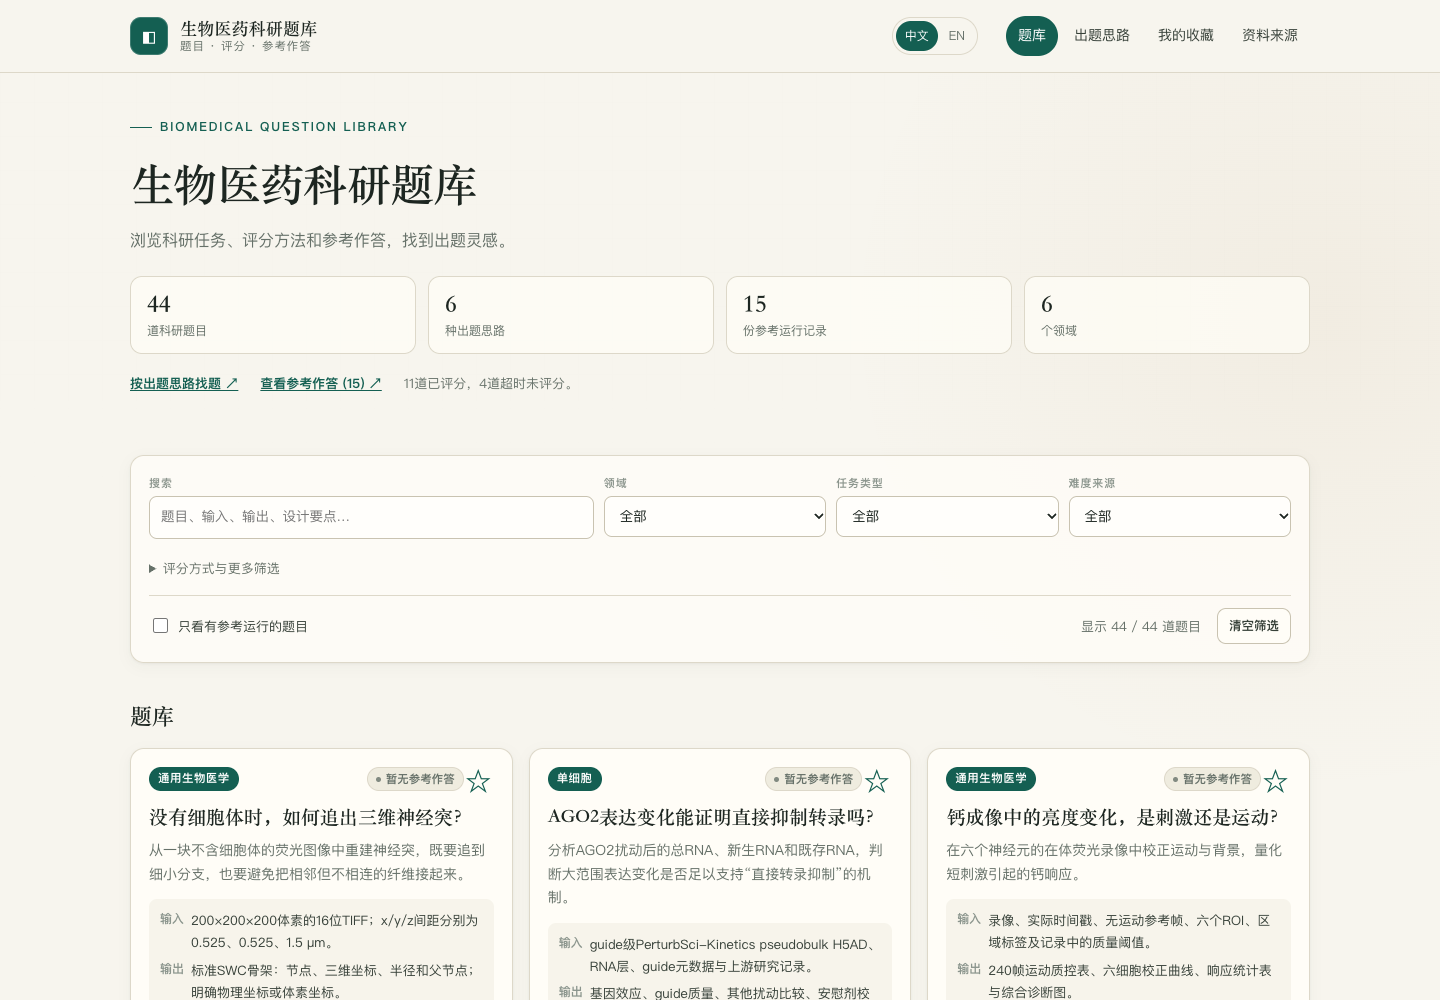 生物医药科研题库
题目 · 评分 · 参考作答
中文 EN 题库 出题思路 我的收藏 资料来源
BIOMEDICAL QUESTION LIBRARY
生物医药科研题库
浏览科研任务、评分方法和参考作答，找到出题灵感。
44
道科研题目
6
种出题思路
15
份参考运行记录
6
个领域
按出题思路找题 ↗ 查看参考作答 (15) ↗ 11道已评分，4道超时未评分。
搜索
题目、输入、输出、设计要点...
领域
全部
任务类型
全部
难度来源
全部
▶ 评分方式与更多筛选
只看有参考运行的题目
显示 44 / 44 道题目 清空筛选
题库
通用生物医学 • 暂无参考作答
没有细胞体时，如何追出三维神经突？
从一块不含细胞体的荧光图像中重建神经突，既要追到
细小分支，也要避免把相邻但不相连的纤维接起来。
输入 200×200×200体素的16位TIFF；x/y/z间距分别为
0.525、0.525、1.5 μm。
输出 标准SWC骨架：节点、三维坐标、半径和父节点；
明确物理坐标或体素坐标。
单细胞 • 暂无参考作答
AGO2表达变化能证明直接抑制转录吗？
分析AGO2扰动后的总RNA、新生RNA和既存RNA，判
断大范围表达变化是否足以支持“直接转录抑制”的机
制。
输入 guide级PerturbSci-Kinetics pseudobulk H5AD、
RNA层、guide元数据与上游研究记录。
输出 基因效应、guide质量、其他扰动比较、安慰剂校
通用生物医学 • 暂无参考作答
钙成像中的亮度变化，是刺激还是运动？
在六个神经元的在体荧光录像中校正运动与背景，量化
短刺激引起的钙响应。
输入 录像、实际时间戳、无运动参考帧、六个ROI、区
域标签及记录中的质量阈值。
输出 240帧运动质控表、六细胞校正曲线、响应统计表
与综合诊断图。